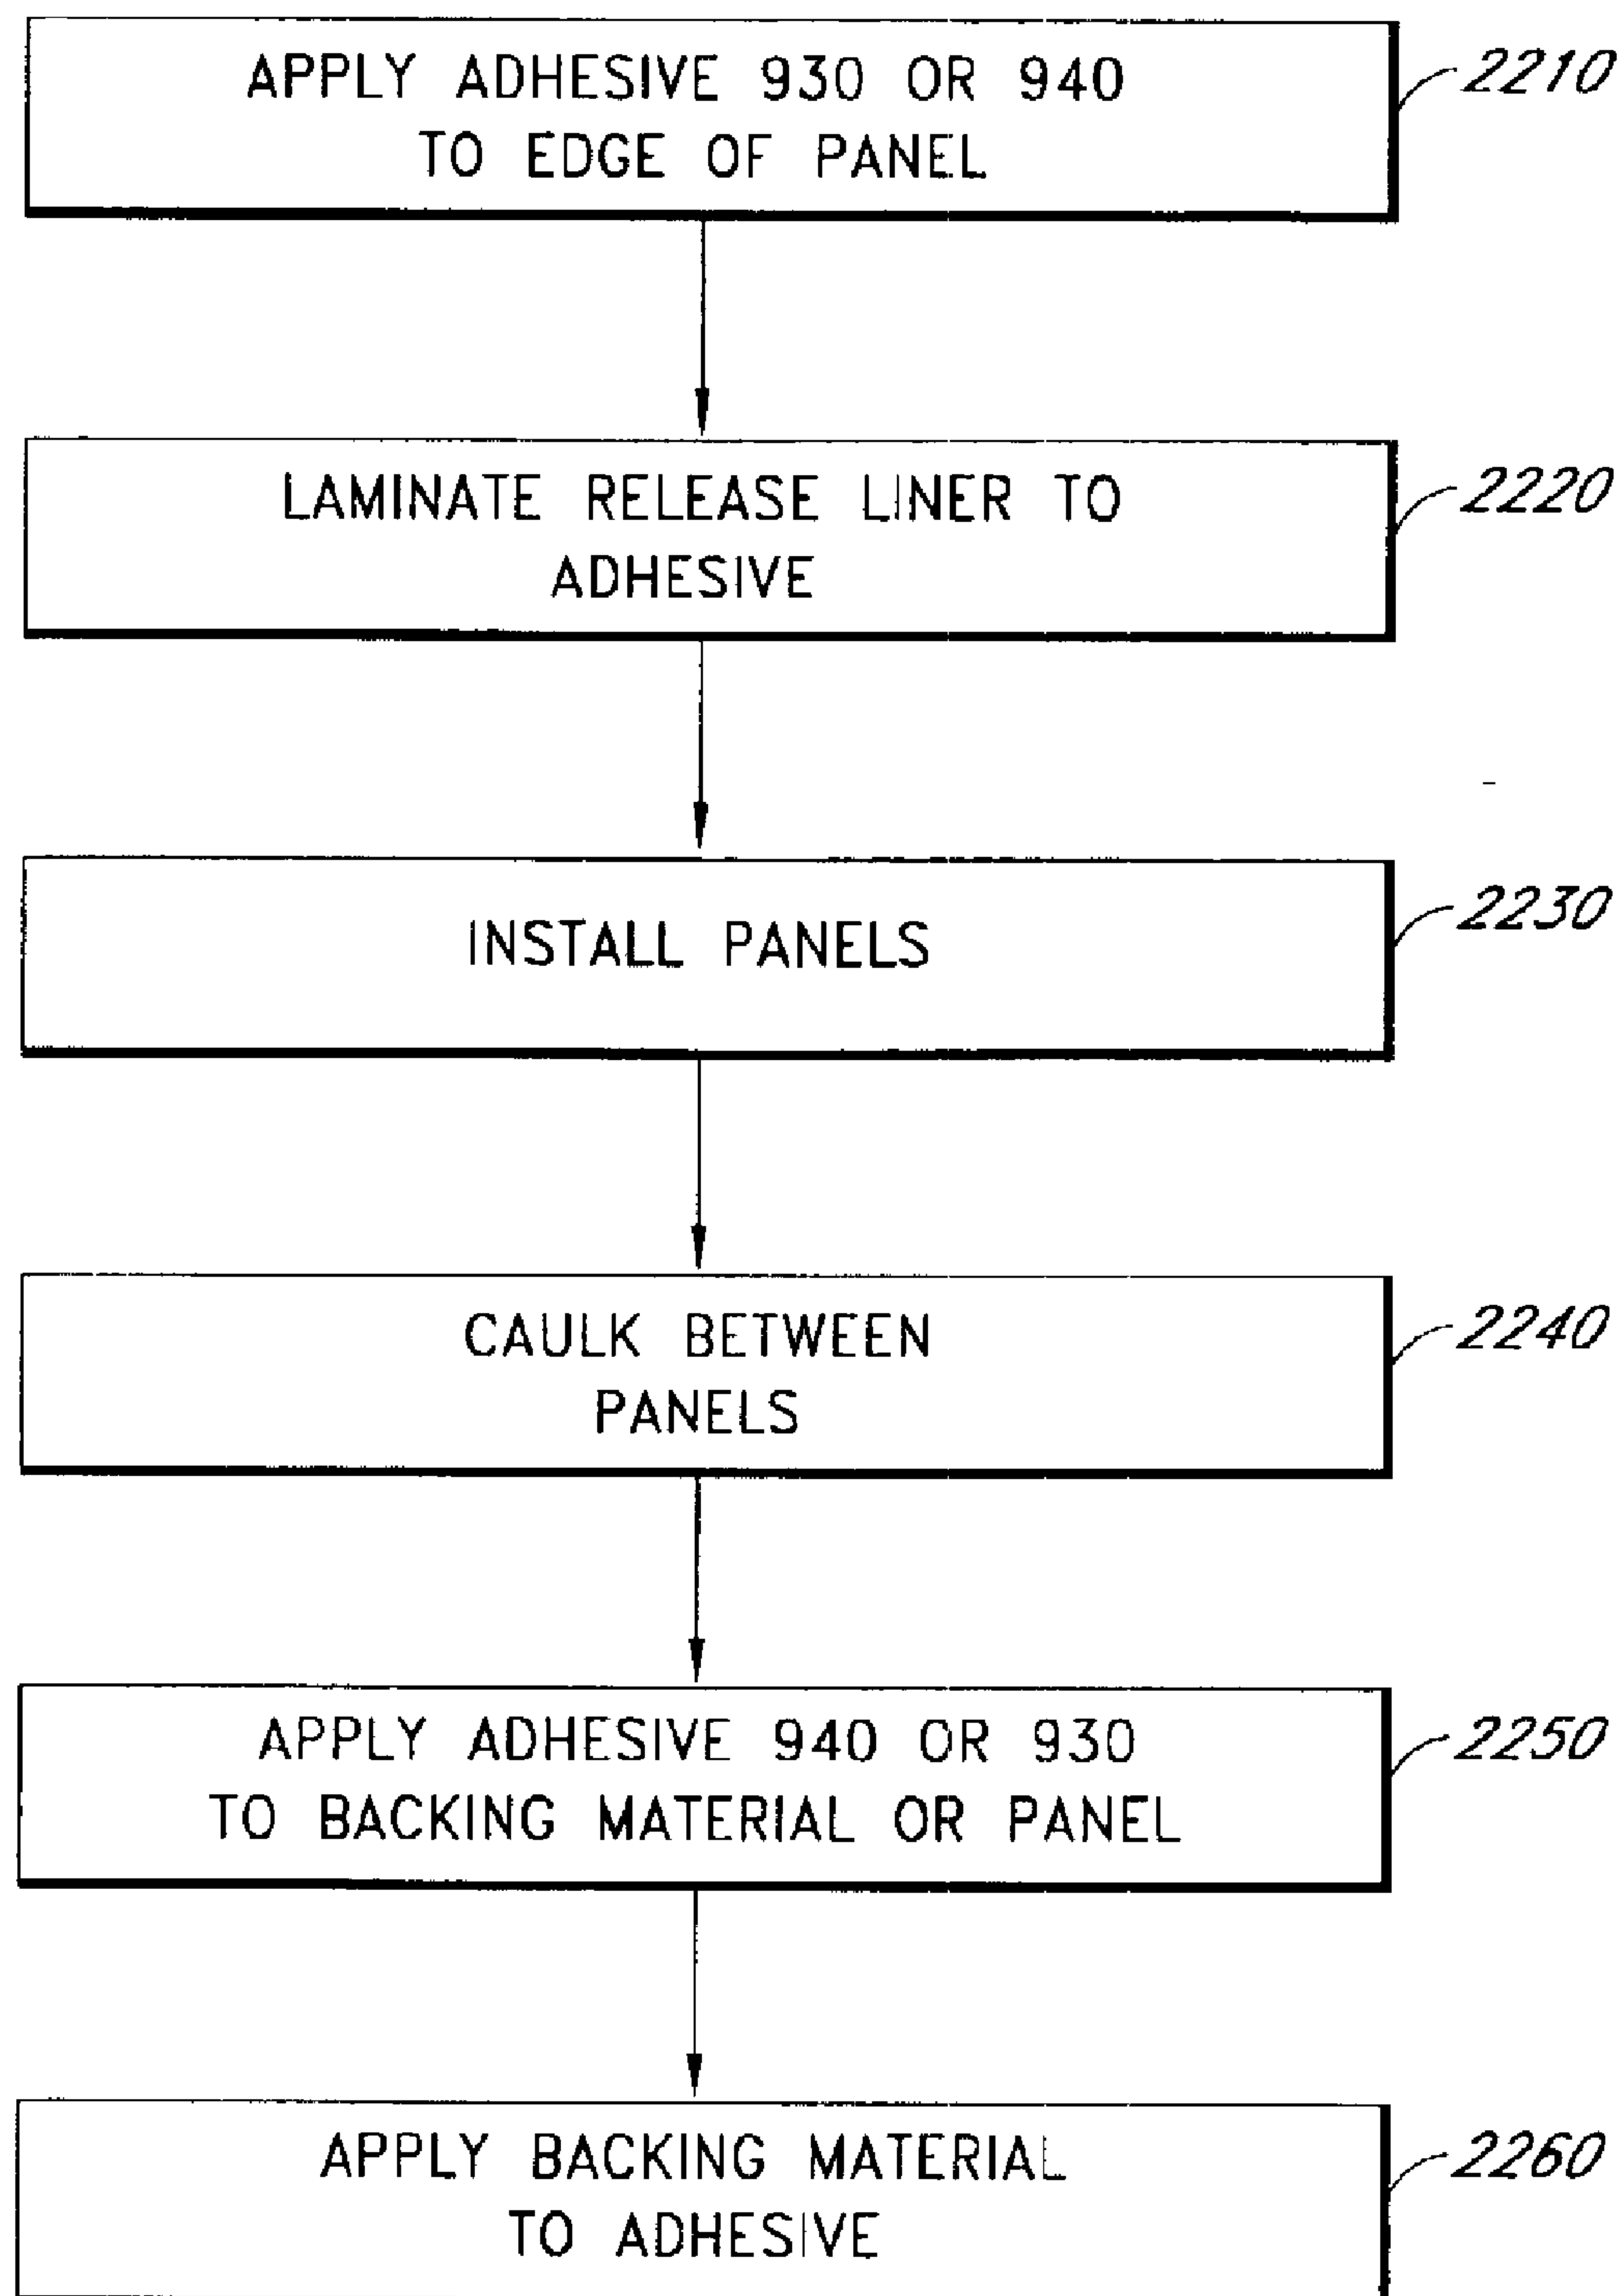 APPLY ADHESIVE 930 OR 940
TO EDGE OF PANEL
2210
LAMINATE RELEASE LINER TO
ADHESIVE
2220
INSTALL PANELS
2230
CAULK BETWEEN
PANELS
2240
APPLY ADHESIVE 940 OR 930
TO BACKING MATERIAL OR PANEL
2250
APPLY BACKING MATERIAL
TO ADHESIVE
2260